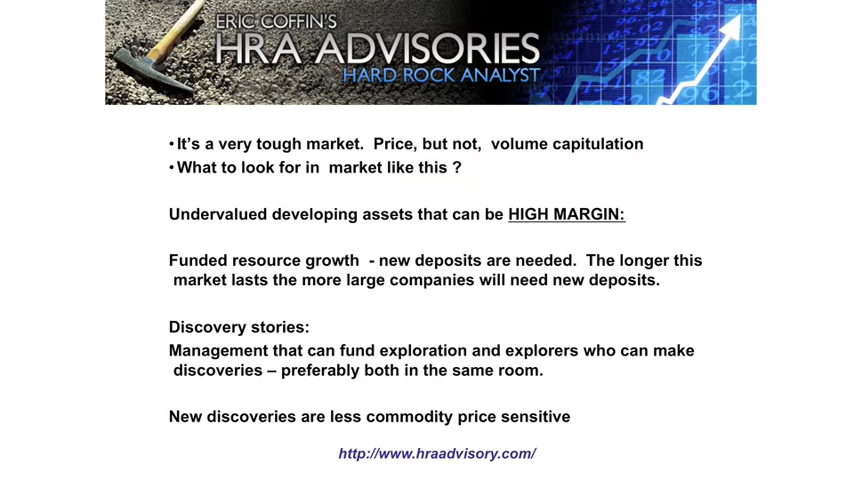 ERIC COFFIN'S
HRA ADVISORIES
HARD ROCK ANALYST
• It's a very tough market. Price, but not, volume capitulation
• What to look for in market like this ?
Undervalued developing assets that can be HIGH MARGIN:
Funded resource growth - new deposits are needed. The longer this
market lasts the more large companies will need new deposits.
Discovery stories:
Management that can fund exploration and explorers who can make
discoveries – preferably both in the same room.
New discoveries are less commodity price sensitive
http://www.hraadvisory.com/